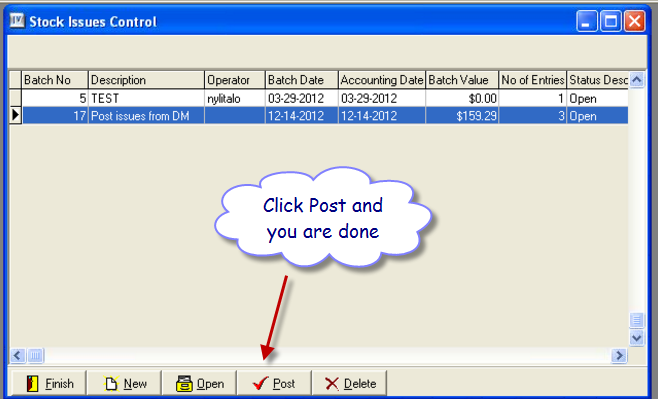 Stock Issues Control
Batch No Description Operator Batch Date Accounting Date Batch Value No of Entries Status Desc
5 TEST nylitalo 03-29-2012 03-29-2012 $0.00 1 Open
17 Post issues from DM 12-14-2012 12-14-2012 $159.29 3 Open
Click Post and
you are done
Finish New Open Post Delete